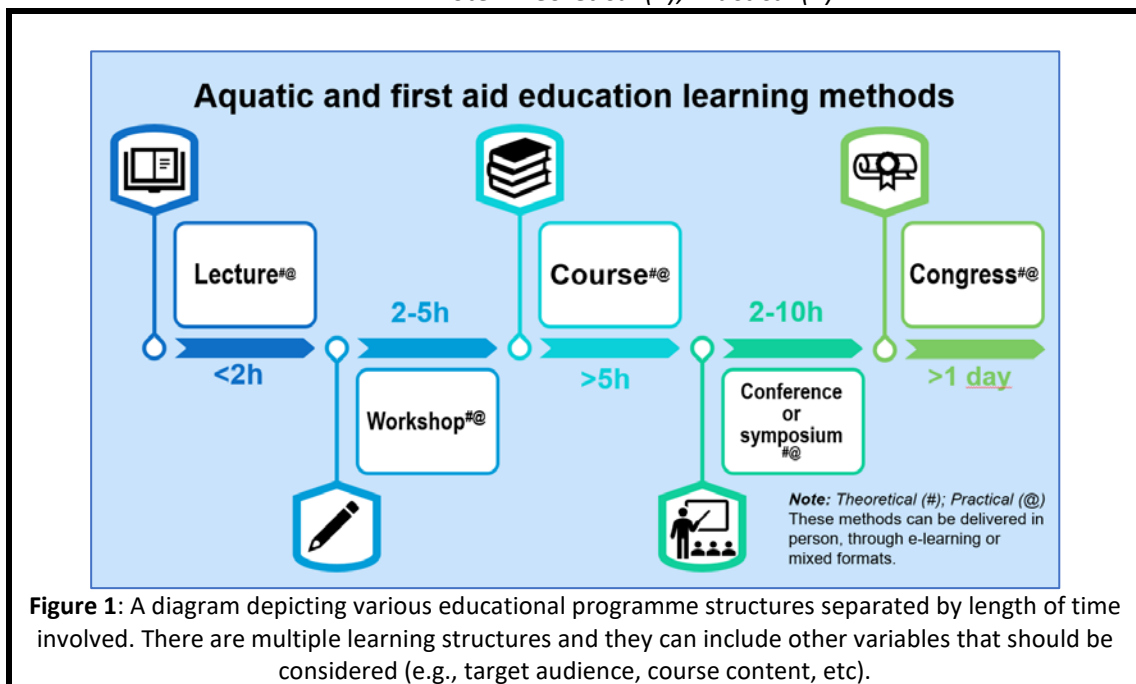 Aquatic and first aid education learning methods
Lecture#@
Course#@
Congress#@
2-5h
2-10h
<2h
>5h
>1 day
Workshop#@
Conference
or
symposium
#@
Note: Theoretical (#); Practical (@)
These methods can be delivered in
person, through e-learning or
mixed formats.
Figure 1: A diagram depicting various educational programme structures separated by length of time
involved. There are multiple learning structures and they can include other variables that should be
considered (e.g., target audience, course content, etc).